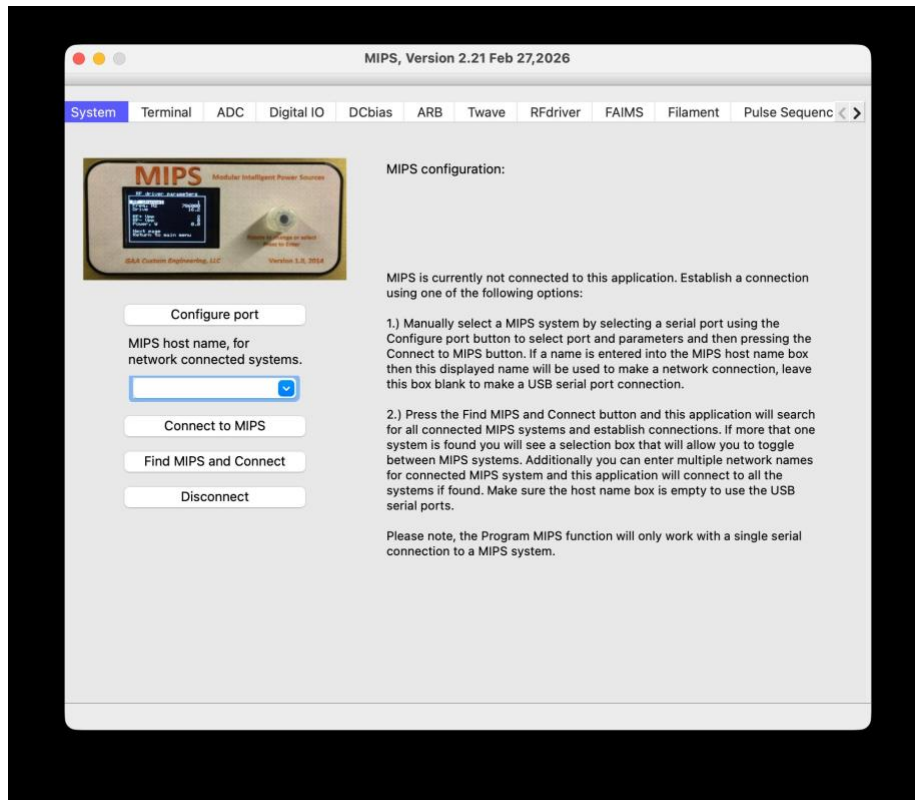 MIPS, Version 2.21 Feb 27,2026
System Terminal ADC Digital IO DCbias ARB Twave RFdriver FAIMS Filament Pulse Sequenc
MIPS Modular Intelligent Power Sources
RF driver parameters
Return to main menu
GAA Custom Engineering, LLC Version 1.0, 2014
MIPS configuration:
MIPS is currently not connected to this application. Establish a connection
using one of the following options:
1.) Manually select a MIPS system by selecting a serial port using the
Configure port button to select port and parameters and then pressing the
Connect to MIPS button. If a name is entered into the MIPS host name box
then this displayed name will be used to make a network connection, leave
this box blank to make a USB serial port connection.
2.) Press the Find MIPS and Connect button and this application will search
for all connected MIPS systems and establish connections. If more that one
system is found you will see a selection box that will allow you to toggle
between MIPS systems. Additionally you can enter multiple network names
for connected MIPS system and this application will connect to all the
systems if found. Make sure the host name box is empty to use the USB
serial ports.
Please note, the Program MIPS function will only work with a single serial
connection to a MIPS system.
Configure port
MIPS host name, for
network connected systems.
Connect to MIPS
Find MIPS and Connect
Disconnect